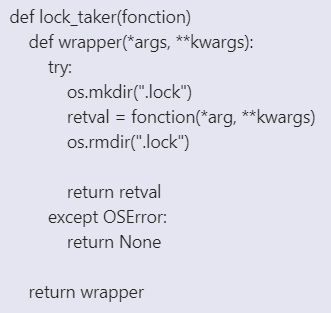 def lock_taker(fonction)
def wrapper(*args, **kwargs):
try:
os.mkdir(".lock")
retval = fonction(*arg, **kwargs)
os.rmdir(".lock")
return retval
except OSError:
return None
return wrapper